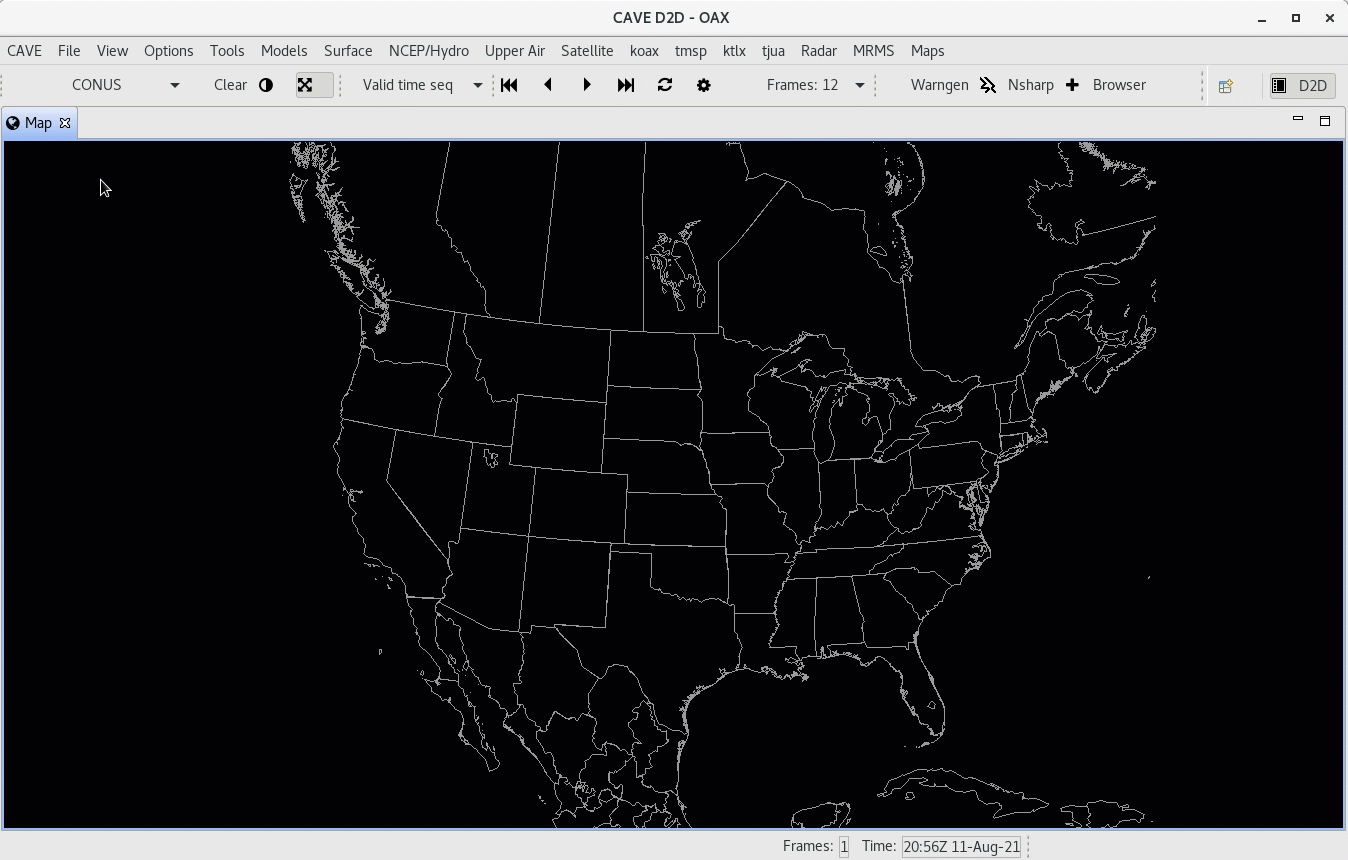 CAVE D2D - OAX
CAVE File View Options Tools Models Surface NCEP/Hydro Upper Air Satellite koax tmsp ktlx tjua Radar MRMS Maps
CONUS Clear Valid time seq Frames: 12 Warngen Nsharp Browser D2D
Map
Frames: 1 Time: 20:56Z 11-Aug-21